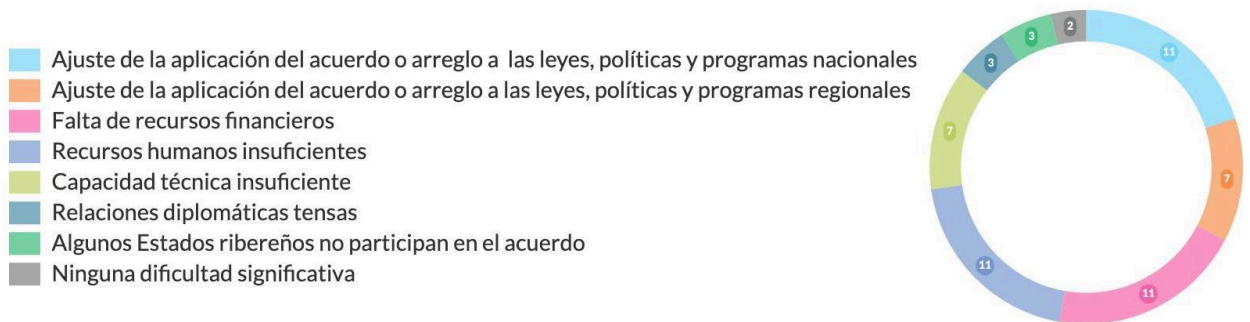 Ajuste de la aplicación del acuerdo o arreglo a las leyes, políticas y programas nacionales
Ajuste de la aplicación del acuerdo o arreglo a las leyes, políticas y programas regionales
Falta de recursos financieros
Recursos humanos insuficientes
Capacidad técnica insuficiente
Relaciones diplomáticas tensas
Algunos Estados ribereños no participan en el acuerdo
Ninguna dificultad significativa
11
7
11
11
7
3
3
2